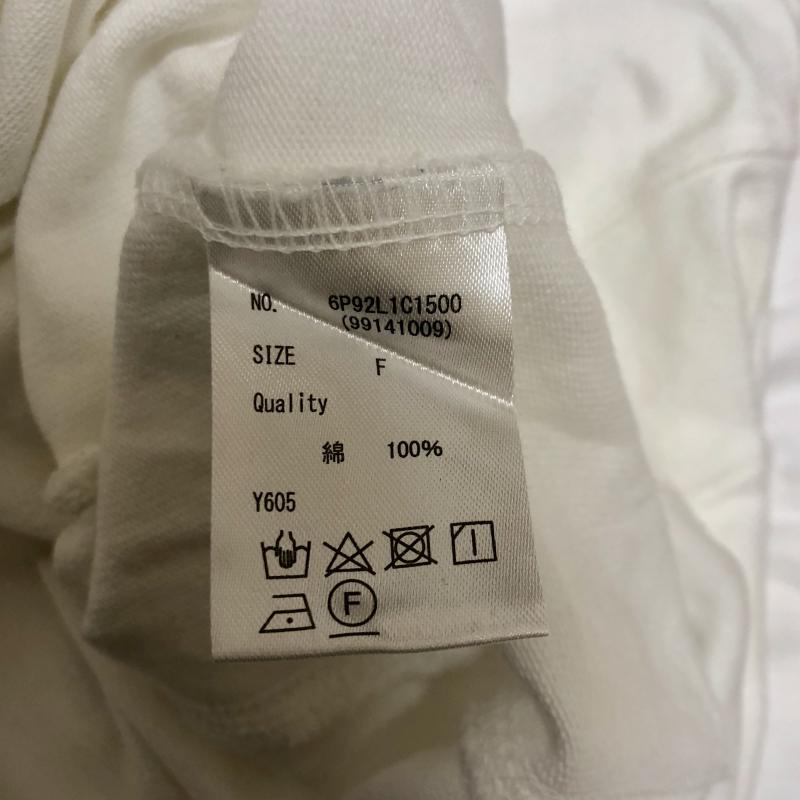 NO. 6P92L1C1500
(99141009)
SIZE F
Quality
綿 100%
Y605
F